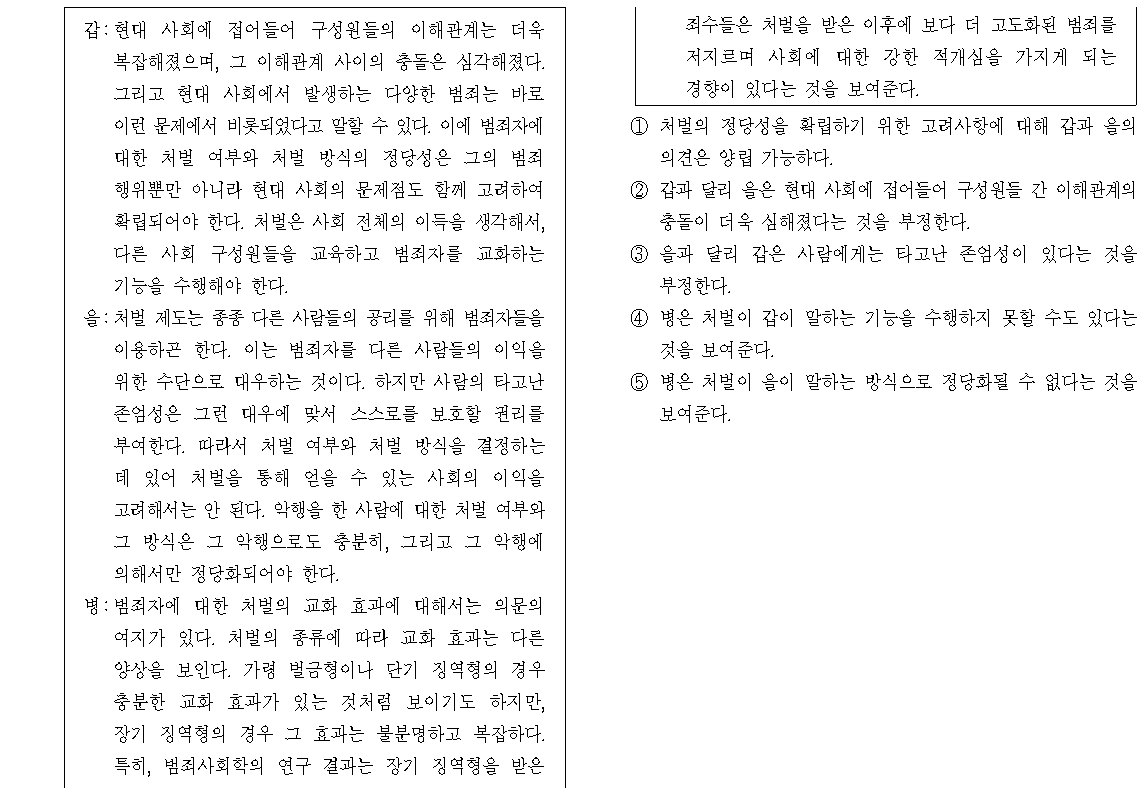 갑: 현대 사회에 접어들어 구성원들의 이해관계는 더욱
복잡해졌으며, 그 이해관계 사이의 충돌은 심각해졌다.
그리고 현대 사회에서 발생하는 다양한 범죄는 바로
이런 문제에서 비롯되었다고 말할 수 있다. 이에 범죄자에
대한 처벌 여부와 처벌 방식의 정당성은 그의 범죄
행위뿐만 아니라 현대 사회의 문제점도 함께 고려하여
확립되어야 한다. 처벌은 사회 전체의 이득을 생각해서,
다른 사회 구성원들을 교육하고 범죄자를 교화하는
기능을 수행해야 한다.
을: 처벌 제도는 종종 다른 사람들의 공리를 위해 범죄자들을
이용하곤 한다. 이는 범죄자를 다른 사람들의 이익을
위한 수단으로 대우하는 것이다. 하지만 사람의 타고난
존엄성은 그런 대우에 맞서 스스로를 보호할 권리를
부여한다. 따라서 처벌 여부와 처벌 방식을 결정하는
데 있어 처벌을 통해 얻을 수 있는 사회의 이익을
고려해서는 안 된다. 악행을 한 사람에 대한 처벌 여부와
그 방식은 그 악행으로도 충분히, 그리고 그 악행에
의해서만 정당화되어야 한다.
병: 범죄자에 대한 처벌의 교화 효과에 대해서는 의문의
여지가 있다. 처벌의 종류에 따라 교화 효과는 다른
양상을 보인다. 가령 벌금형이나 단기 징역형의 경우
충분한 교화 효과가 있는 것처럼 보이기도 하지만,
장기 징역형의 경우 그 효과는 불분명하고 복잡하다.
특히, 범죄사회학의 연구 결과는 장기 징역형을 받은
죄수들은 처벌을 받은 이후에 보다 더 고도화된 범죄를
저지르며 사회에 대한 강한 적개심을 가지게 되는
경향이 있다는 것을 보여준다.
① 처벌의 정당성을 확립하기 위한 고려사항에 대해 갑과 을의
의견은 양립 가능하다.
② 갑과 달리 을은 현대 사회에 접어들어 구성원들 간 이해관계의
충돌이 더욱 심해졌다는 것을 부정한다.
③ 을과 달리 갑은 사람에게는 타고난 존엄성이 있다는 것을
부정한다.
④ 병은 처벌이 갑이 말하는 기능을 수행하지 못할 수도 있다는
것을 보여준다.
⑤ 병은 처벌이 을이 말하는 방식으로 정당화될 수 없다는 것을
보여준다.